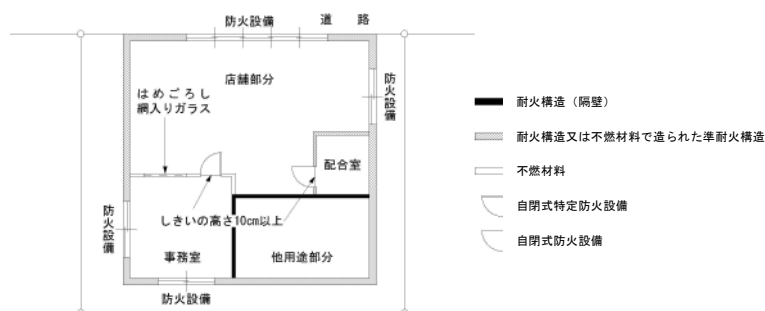 防火設備
道 路
店舗部分
はめごろし
網入りガラス
防火設備
配合室
しきいの高さ10cm以上
防火設備
事務室
他用途部分
防火設備
耐火構造（隔壁）
耐火構造又は不燃材料で造られた準耐火構造
不燃材料
自閉式特定防火設備
自閉式防火設備